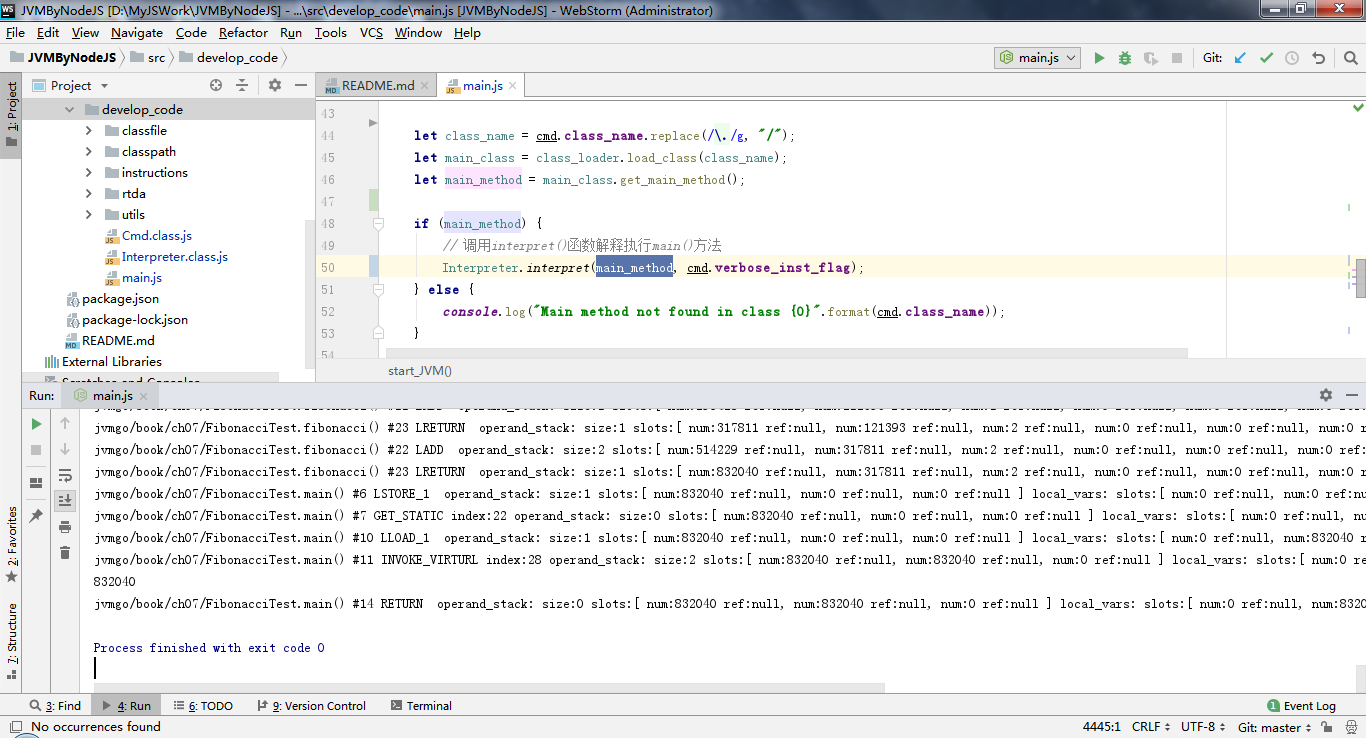 JVMByNodeJS [D:\MyJSWork\JVMByNodeJS] - ...\src\develop_code\main.js [JVMByNodeJS] - WebStorm (Administrator)
File Edit View Navigate Code Refactor Run Tools VCS Window Help
JVMByNodeJS src develop_code main.js Git:
1: Project
Project
README.md main.js
develop_code
classfile
classpath
instructions
rtda
utils
Cmd.class.js
Interpreter.class.js
main.js
package.json
package-lock.json
README.md
External Libraries
43
44 let class_name = cmd.class_name.replace(/\./g, "/");
45 let main_class = class_loader.load_class(class_name);
46 let main_method = main_class.get_main_method();
47
48 if (main_method) {
49 // 调用interpret()函数解释执行main()方法
50 Interpreter.interpret(main_method, cmd.verbose_inst_flag);
51 } else {
52 console.log("Main method not found in class {0}".format(cmd.class_name));
53 }
54
start_JVM()
Run: main.js
jvmgo/book/ch07/FibonacciTest.fibonacci() #23 LRETURN operand_stack: size:1 slots:[ num:317811 ref:null, num:121393 ref:null, num:2 ref:null, num:0 ref:null, num:0 ref:null, num:0 r
jvmgo/book/ch07/FibonacciTest.fibonacci() #22 LADD operand_stack: size:2 slots:[ num:514229 ref:null, num:317811 ref:null, num:2 ref:null, num:0 ref:null, num:0 ref:null, num:0 ref
jvmgo/book/ch07/FibonacciTest.fibonacci() #23 LRETURN operand_stack: size:1 slots:[ num:832040 ref:null, num:317811 ref:null, num:2 ref:null, num:0 ref:null, num:0 ref:null, num:0 r
jvmgo/book/ch07/FibonacciTest.main() #6 LSTORE_1 operand_stack: size:1 slots:[ num:832040 ref:null, num:0 ref:null, num:0 ref:null ] local_vars: slots:[ num:0 ref:null, num:0 ref:n
jvmgo/book/ch07/FibonacciTest.main() #7 GET_STATIC index:22 operand_stack: size:0 slots:[ num:832040 ref:null, num:0 ref:null, num:0 ref:null ] local_vars: slots:[ num:0 ref:null, n
jvmgo/book/ch07/FibonacciTest.main() #10 LLOAD_1 operand_stack: size:1 slots:[ num:832040 ref:null, num:0 ref:null, num:0 ref:null ] local_vars: slots:[ num:0 ref:null, num:832040
jvmgo/book/ch07/FibonacciTest.main() #11 INVOKE_VIRTURL index:28 operand_stack: size:2 slots:[ num:832040 ref:null, num:832040 ref:null, num:0 ref:null ] local_vars: slots:[ num:0 re
832040
jvmgo/book/ch07/FibonacciTest.main() #14 RETURN operand_stack: size:0 slots:[ num:832040 ref:null, num:832040 ref:null, num:0 ref:null ] local_vars: slots:[ num:0 ref:null, num:8320
Process finished with exit code 0
2: Favorites
7: Structure
3: Find 4: Run 6: TODO 9: Version Control Terminal 1 Event Log
No occurrences found 4445:1 CRLF UTF-8 Git: master